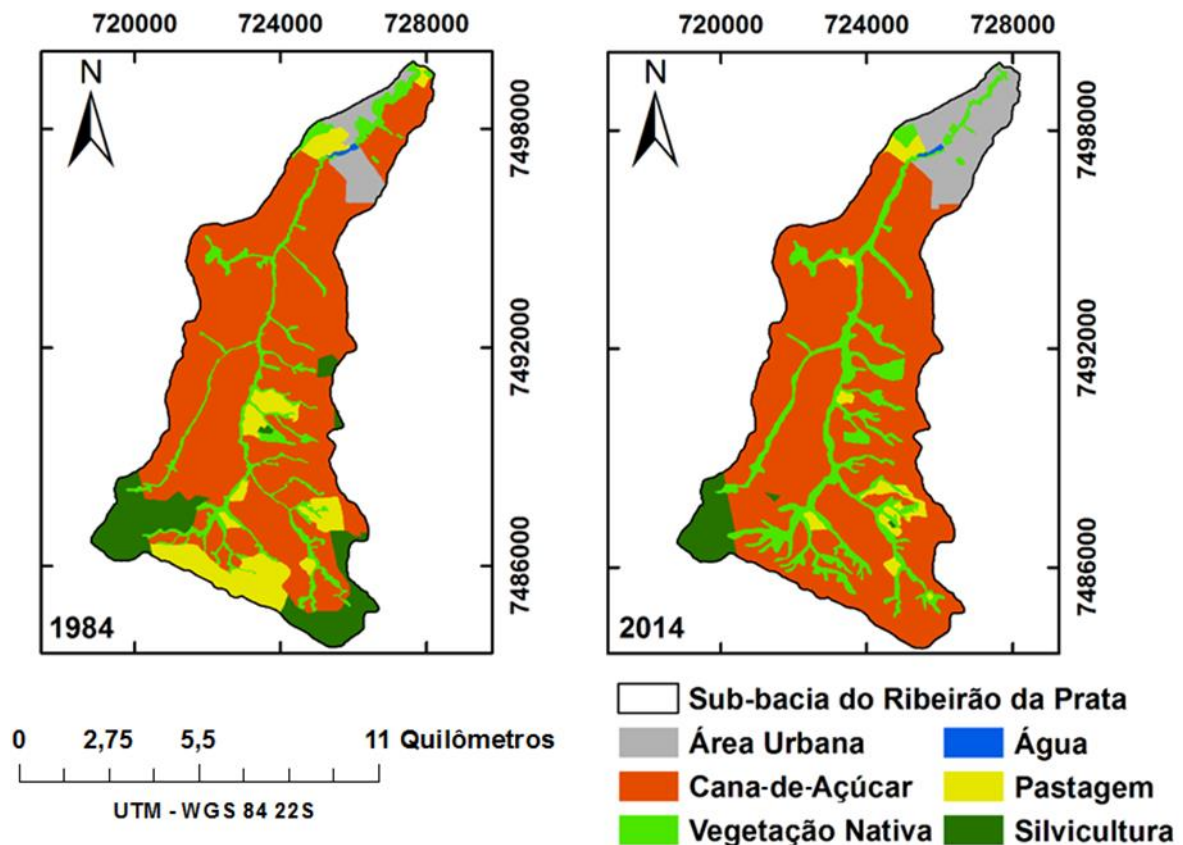 720000 724000 728000 720000 724000 728000
N N
7498000 7498000
7492000 7492000
7486000 7486000
1984 2014
Sub-bacia do Ribeirão da Prata
0 2,75 5,5 11 Quilômetros
Área Urbana Água
Cana-de-Açúcar Pastagem
UTM - WGS 84 22S
Vegetação Nativa Silvicultura